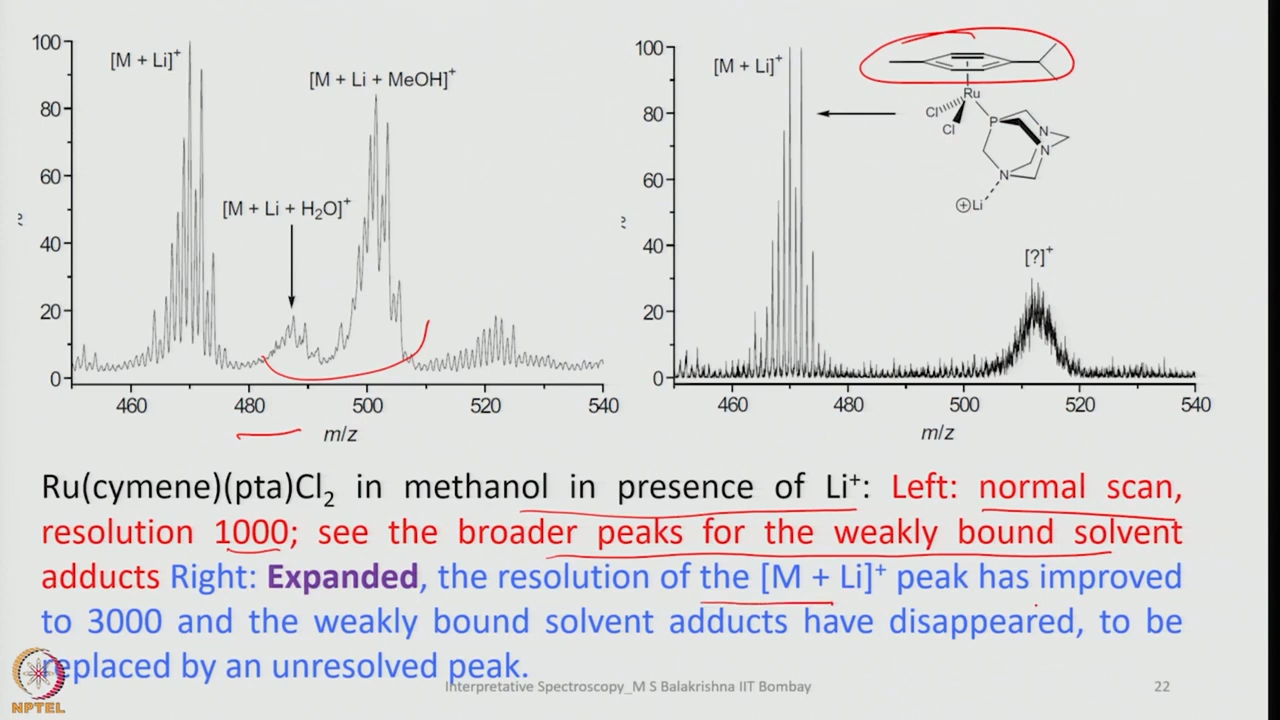 100
80
60
40
20
0
[M + Li]⁺
[M + Li + MeOH]⁺
[M + Li + H₂O]⁺
460 480 500 520 540
m/z
100
80
60
40
20
0
[M + Li]⁺
Ru
Cl
Cl
P
N
N
N
⊕Li
[?]⁺
460 480 500 520 540
m/z
Ru(cymene)(pta)Cl₂ in methanol in presence of Li⁺: Left: normal scan,
resolution 1000; see the broader peaks for the weakly bound solvent
adducts Right: Expanded, the resolution of the [M + Li]⁺ peak has improved
to 3000 and the weakly bound solvent adducts have disappeared, to be
replaced by an unresolved peak.
Interpretative Spectroscopy_M S Balakrishna IIT Bombay
22
NPTEL